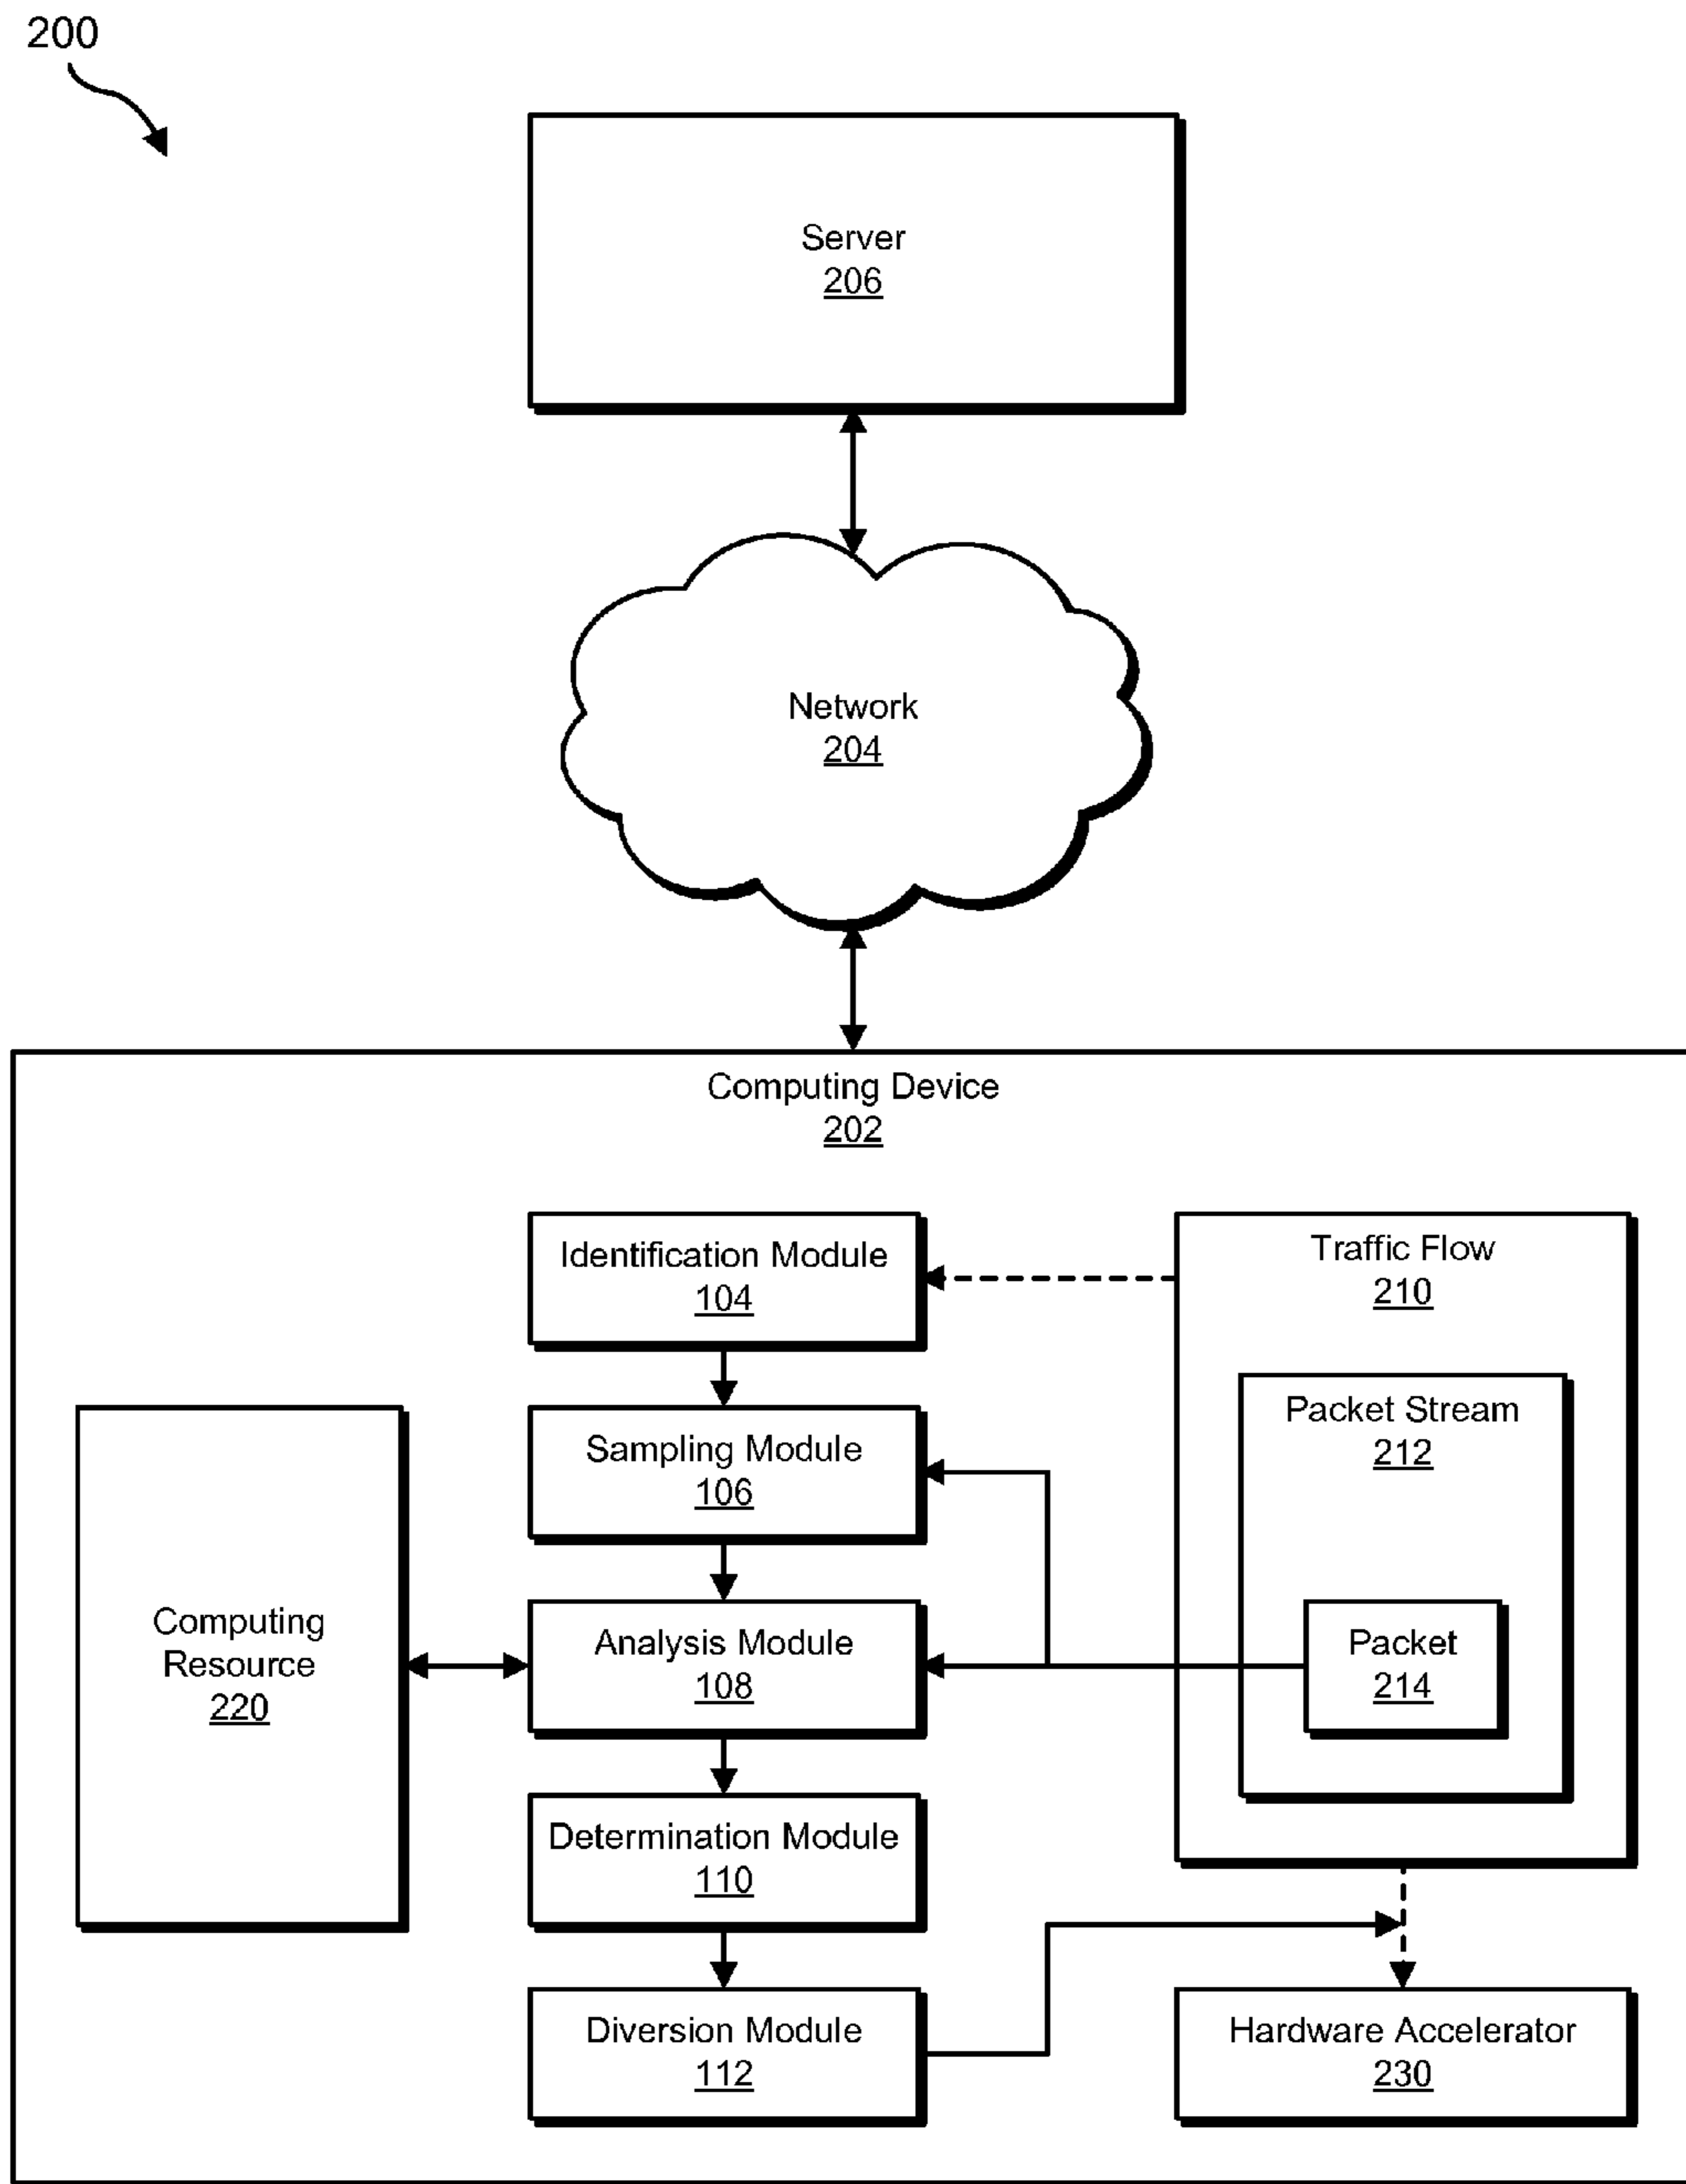 200
Server
206
Network
204
Computing Device
202
Identification Module
104
Traffic Flow
210
Packet Stream
212
Sampling Module
106
Computing
Resource
220
Analysis Module
108
Packet
214
Determination Module
110
Diversion Module
112
Hardware Accelerator
230